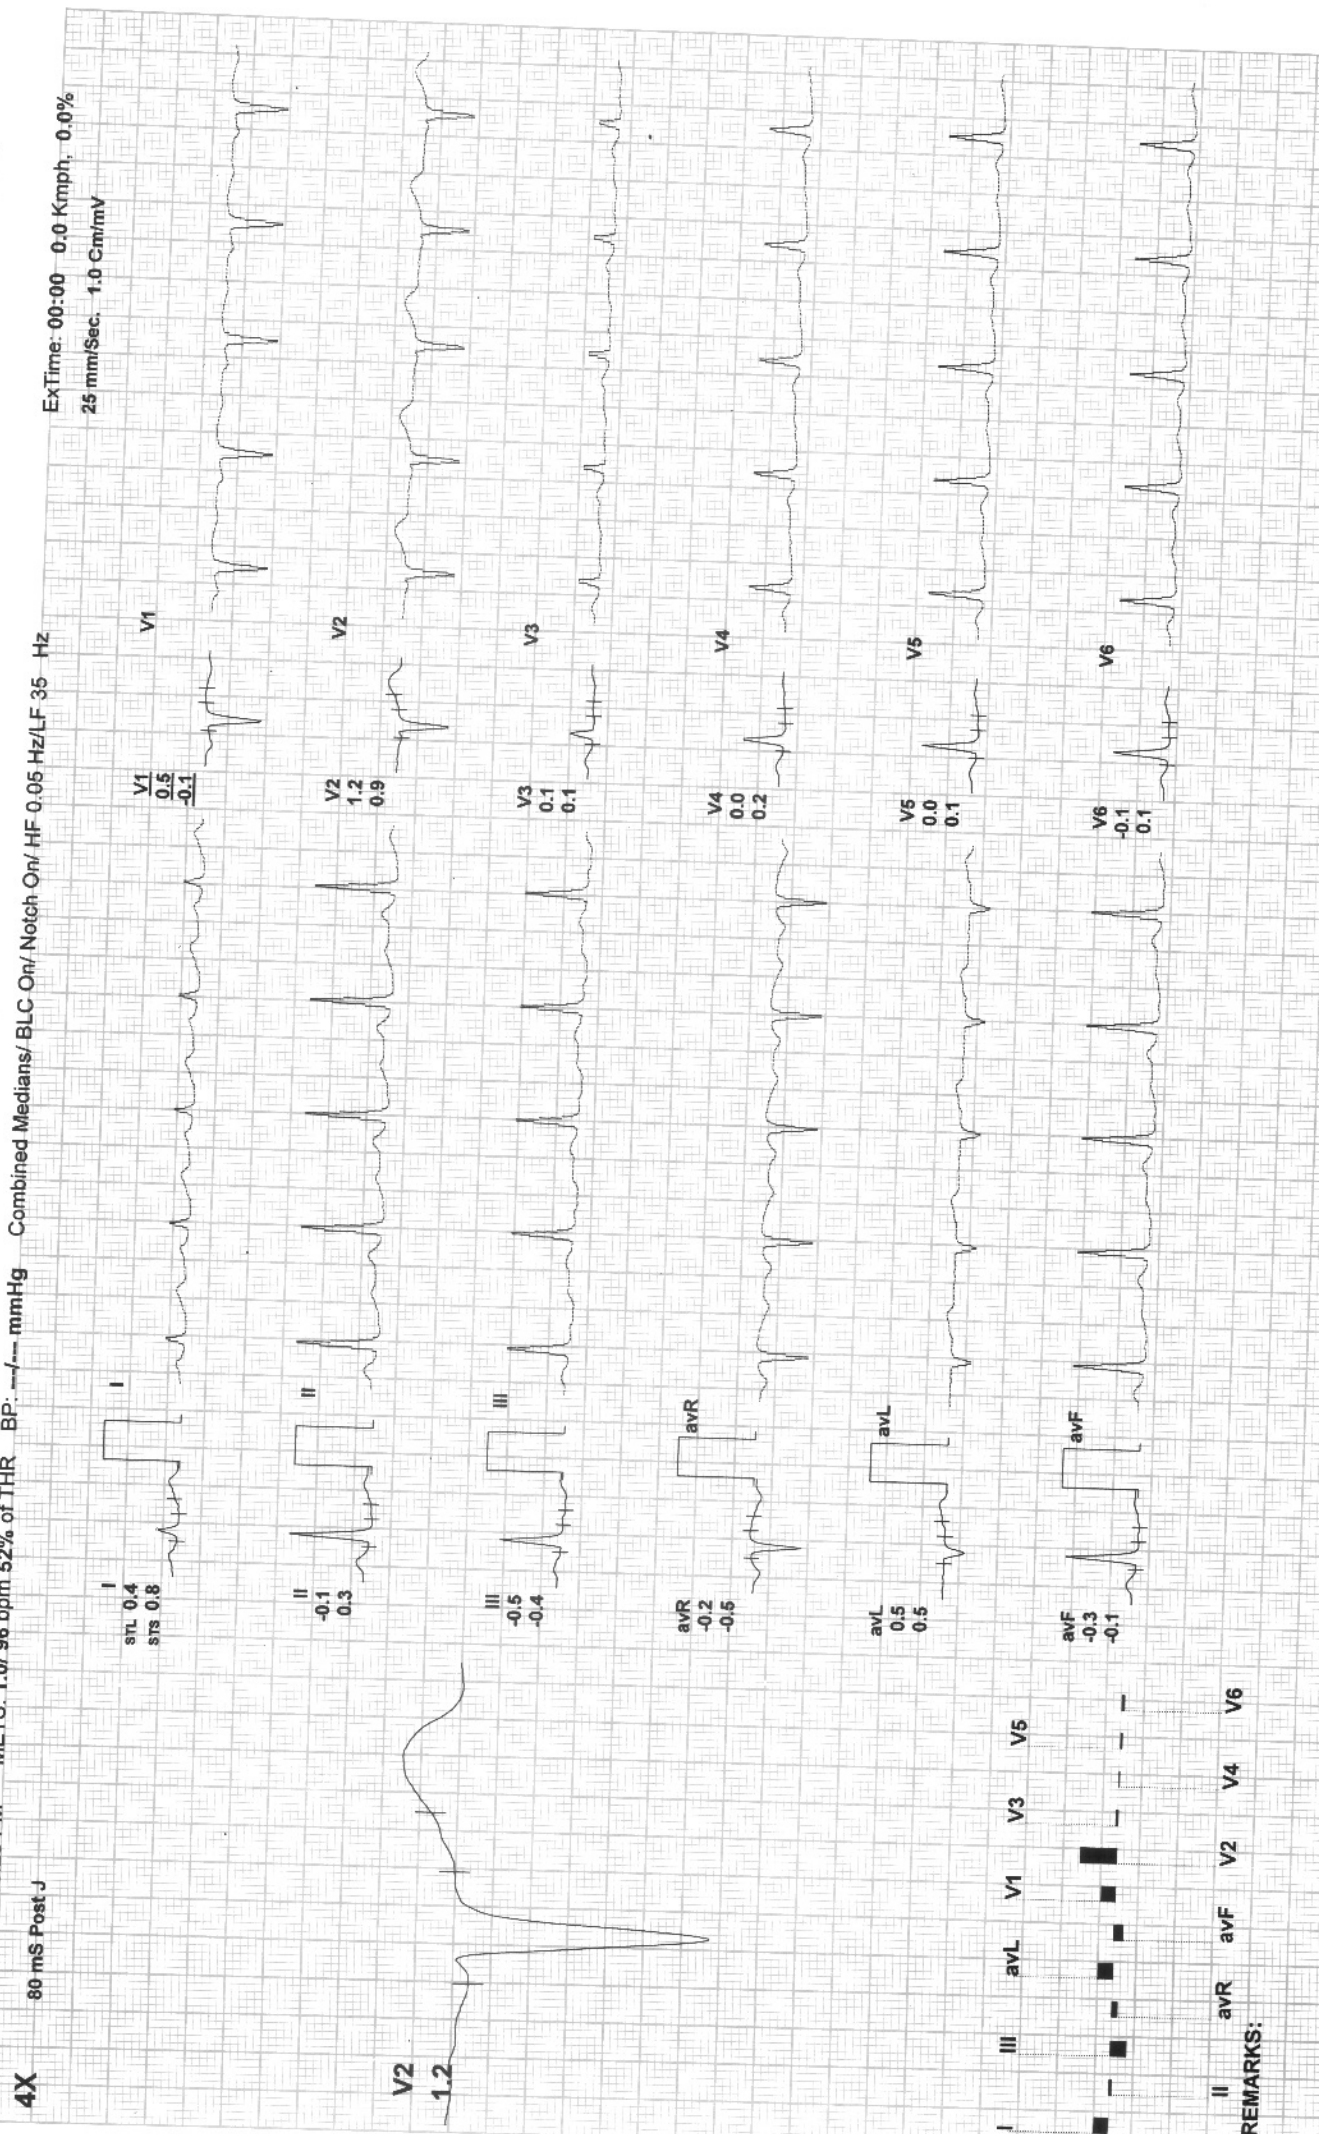 4X
80 mS Post J
METS: 1.0/ 96 bpm 52% of THR BP: ---/--- mmHg Combined Medians/ BLC On/ Notch On/ HF 0.05 Hz/LF 35 Hz
ExTime: 00:00 0.0 Kmph, 0.0%
25 mm/Sec. 1.0 Cm/mV
V2
1.2
I
STL 0.4
STS 0.8
I
V1
0.5
-0.1
V1
II
-0.1
0.3
II
V2
1.2
0.9
V2
III
-0.5
-0.4
III
V3
0.1
0.1
V3
avR
-0.2
-0.5
avR
V4
0.0
0.2
V4
avL
0.5
0.5
avL
V5
0.0
0.1
V5
avF
-0.3
-0.1
avF
V6
-0.1
0.1
V6
I III avL V1 V3 V5
II avR avF V2 V4 V6
REMARKS: